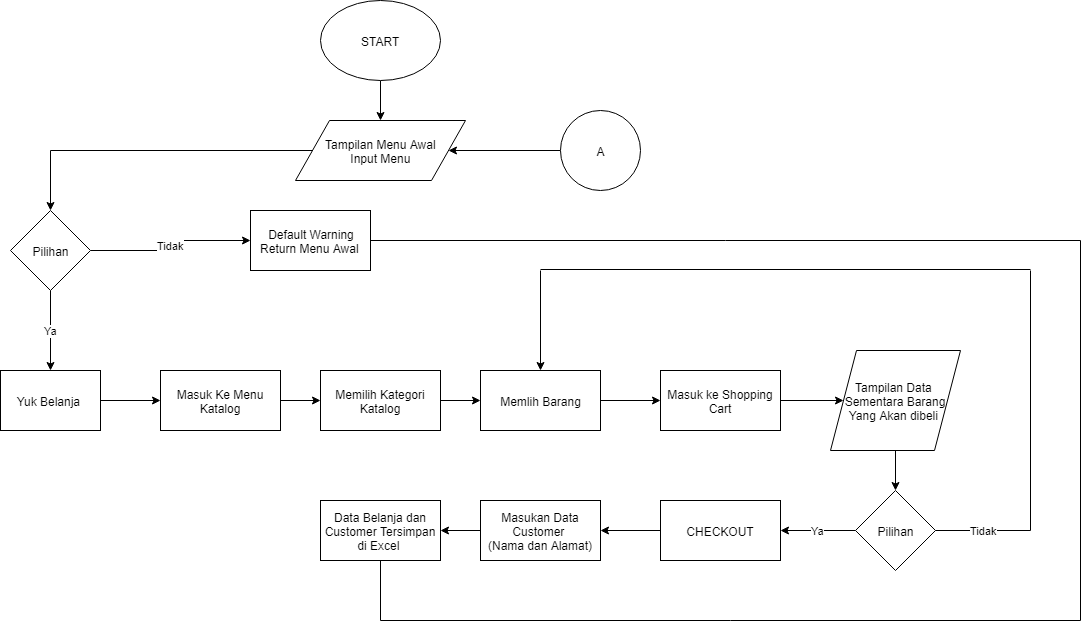 START
Tampilan Menu Awal
Input Menu
A
Pilihan
Tidak
Default Warning
Return Menu Awal
Ya
Yuk Belanja
Masuk Ke Menu
Katalog
Memilih Kategori
Katalog
Memlih Barang
Masuk ke Shopping
Cart
Tampilan Data
Sementara Barang
Yang Akan dibeli
Data Belanja dan
Customer Tersimpan
di Excel
Masukan Data
Customer
(Nama dan Alamat)
CHECKOUT
Ya
Pilihan
Tidak